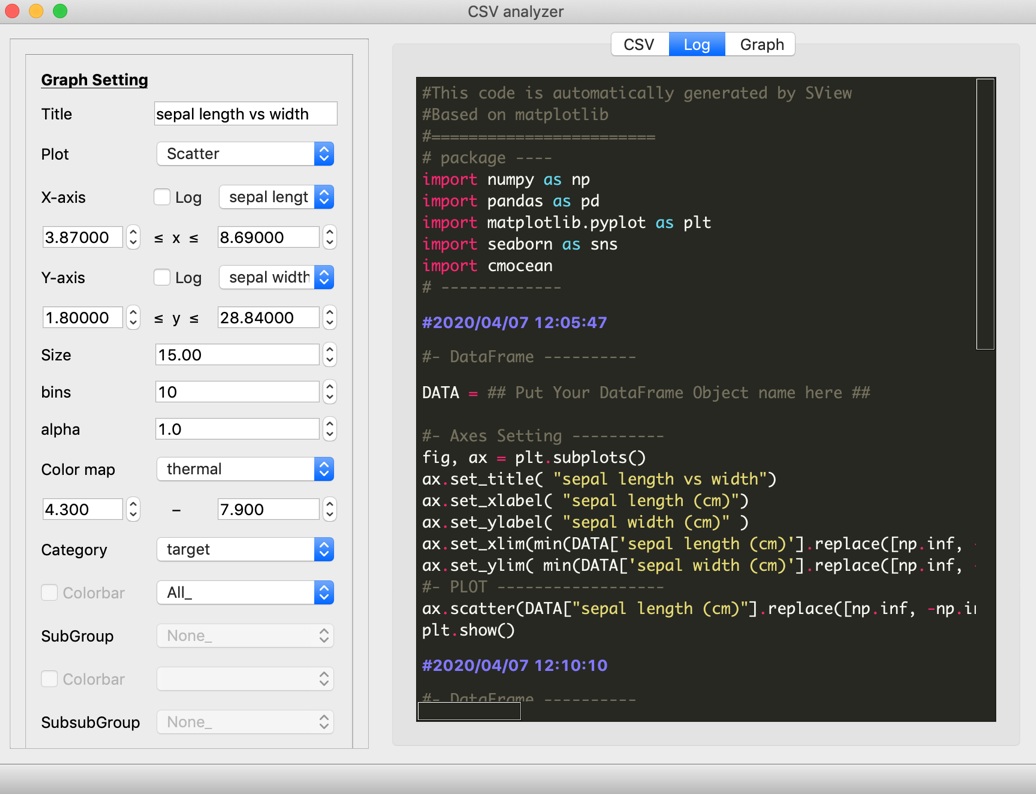 CSV analyzer
Graph Setting
Title sepal length vs width
Plot Scatter
X-axis Log sepal lengt
3.87000 ≤ x ≤ 8.69000
Y-axis Log sepal width
1.80000 ≤ y ≤ 28.84000
Size 15.00
bins 10
alpha 1.0
Color map thermal
4.300 – 7.900
Category target
Colorbar All_
SubGroup None_
Colorbar
SubsubGroup None_
CSV Log Graph
#This code is automatically generated by SView
#Based on matplotlib
#========================
# package ----
import numpy as np
import pandas as pd
import matplotlib.pyplot as plt
import seaborn as sns
import cmocean
# -------------
#2020/04/07 12:05:47
#- DataFrame ----------
DATA = ## Put Your DataFrame Object name here ##
#- Axes Setting ----------
fig, ax = plt.subplots()
ax.set_title( "sepal length vs width")
ax.set_xlabel( "sepal length (cm)")
ax.set_ylabel( "sepal width (cm)" )
ax.set_xlim(min(DATA['sepal length (cm)'].replace([np.inf, -
ax.set_ylim( min(DATA['sepal width (cm)'].replace([np.inf, -
#- PLOT ------------------
ax.scatter(DATA["sepal length (cm)"].replace([np.inf, -np.in
plt.show()
#2020/04/07 12:10:10
#- DataFrame ----------